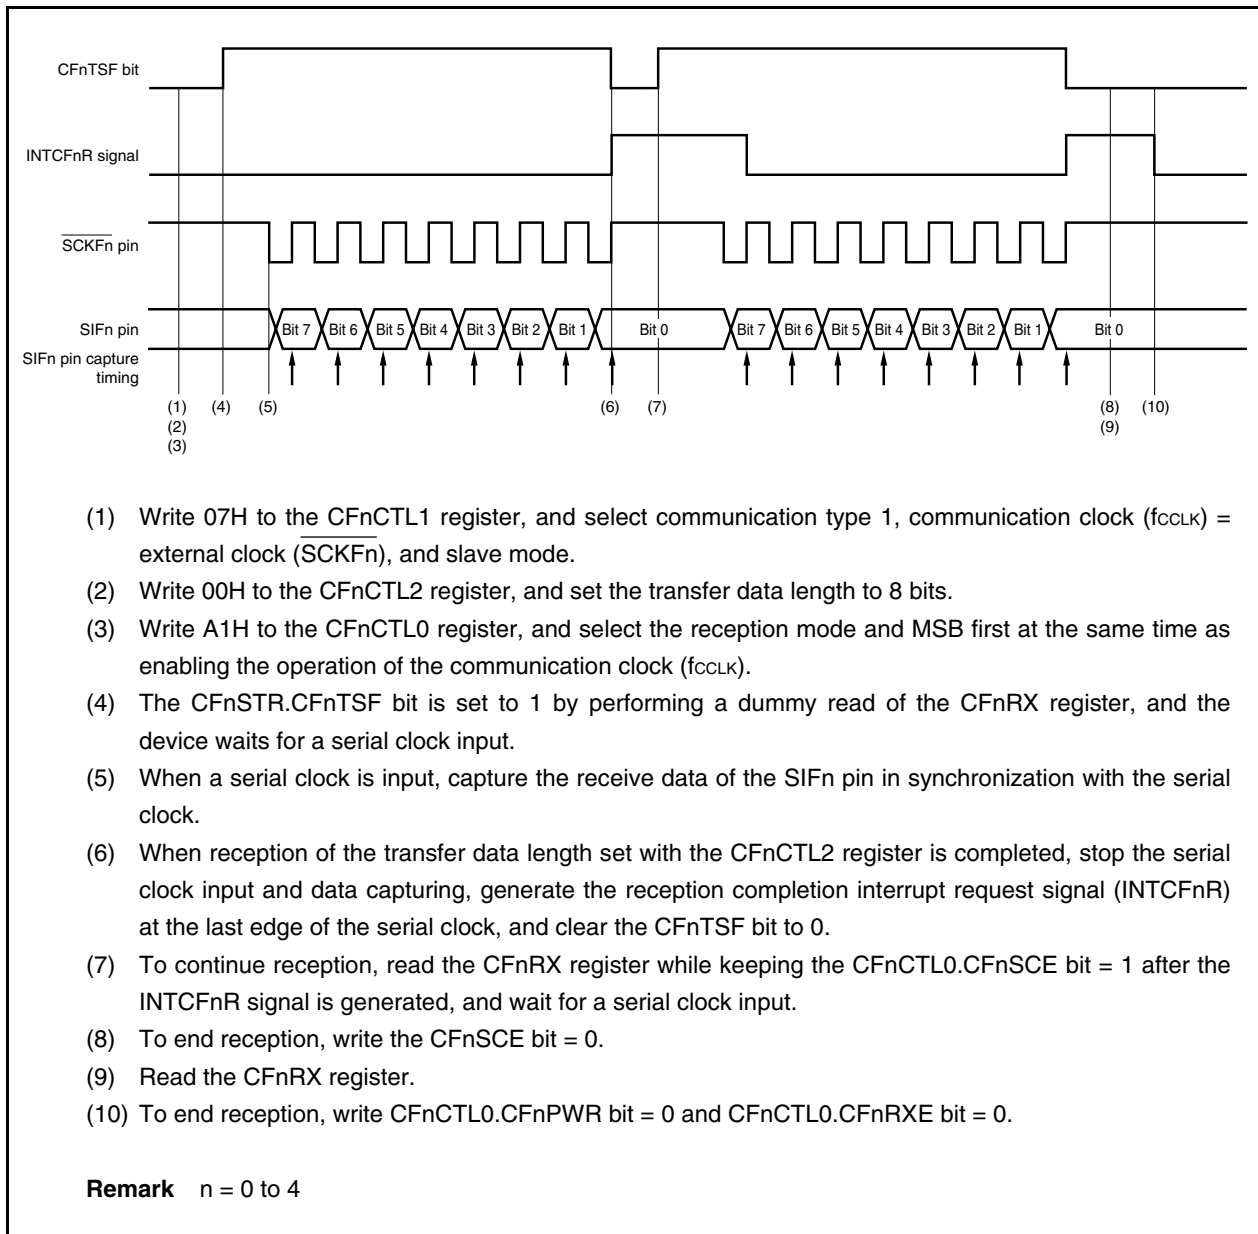 CFnTSF bit
INTCFnR signal
SCKFn pin
SIFn pin
Bit 7 Bit 6 Bit 5 Bit 4 Bit 3 Bit 2 Bit 1 Bit 0 Bit 7 Bit 6 Bit 5 Bit 4 Bit 3 Bit 2 Bit 1 Bit 0
SIFn pin capture
timing
(1) (4) (5) (6) (7) (8) (10)
(2) (9)
(3)
(1) Write 07H to the CFnCTL1 register, and select communication type 1, communication clock (fCCLK) =
external clock (SCKFn), and slave mode.
(2) Write 00H to the CFnCTL2 register, and set the transfer data length to 8 bits.
(3) Write A1H to the CFnCTL0 register, and select the reception mode and MSB first at the same time as
enabling the operation of the communication clock (fCCLK).
(4) The CFnSTR.CFnTSF bit is set to 1 by performing a dummy read of the CFnRX register, and the
device waits for a serial clock input.
(5) When a serial clock is input, capture the receive data of the SIFn pin in synchronization with the serial
clock.
(6) When reception of the transfer data length set with the CFnCTL2 register is completed, stop the serial
clock input and data capturing, generate the reception completion interrupt request signal (INTCFnR)
at the last edge of the serial clock, and clear the CFnTSF bit to 0.
(7) To continue reception, read the CFnRX register while keeping the CFnCTL0.CFnSCE bit = 1 after the
INTCFnR signal is generated, and wait for a serial clock input.
(8) To end reception, write the CFnSCE bit = 0.
(9) Read the CFnRX register.
(10) To end reception, write CFnCTL0.CFnPWR bit = 0 and CFnCTL0.CFnRXE bit = 0.
Remark n = 0 to 4